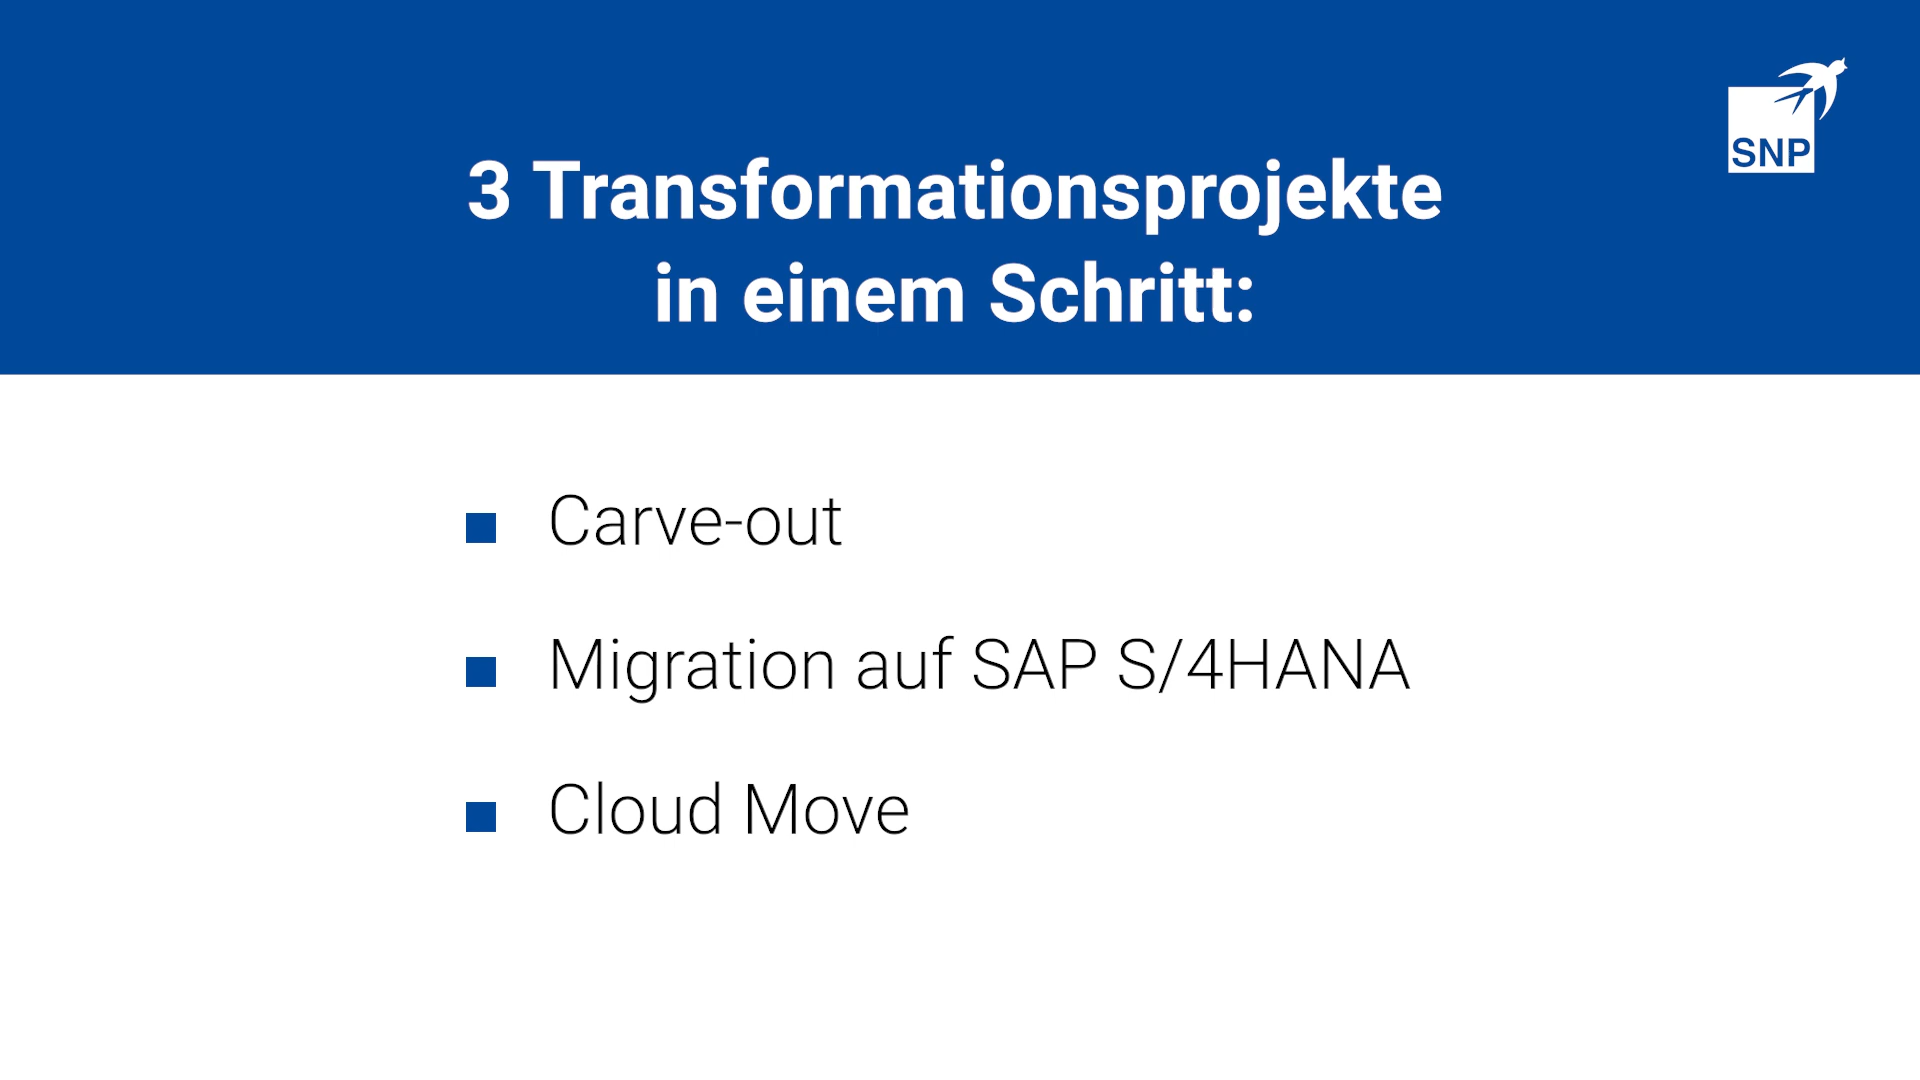 SNP
3 Transformationsprojekte
in einem Schritt:
Carve-out
Migration auf SAP S/4HANA
Cloud Move